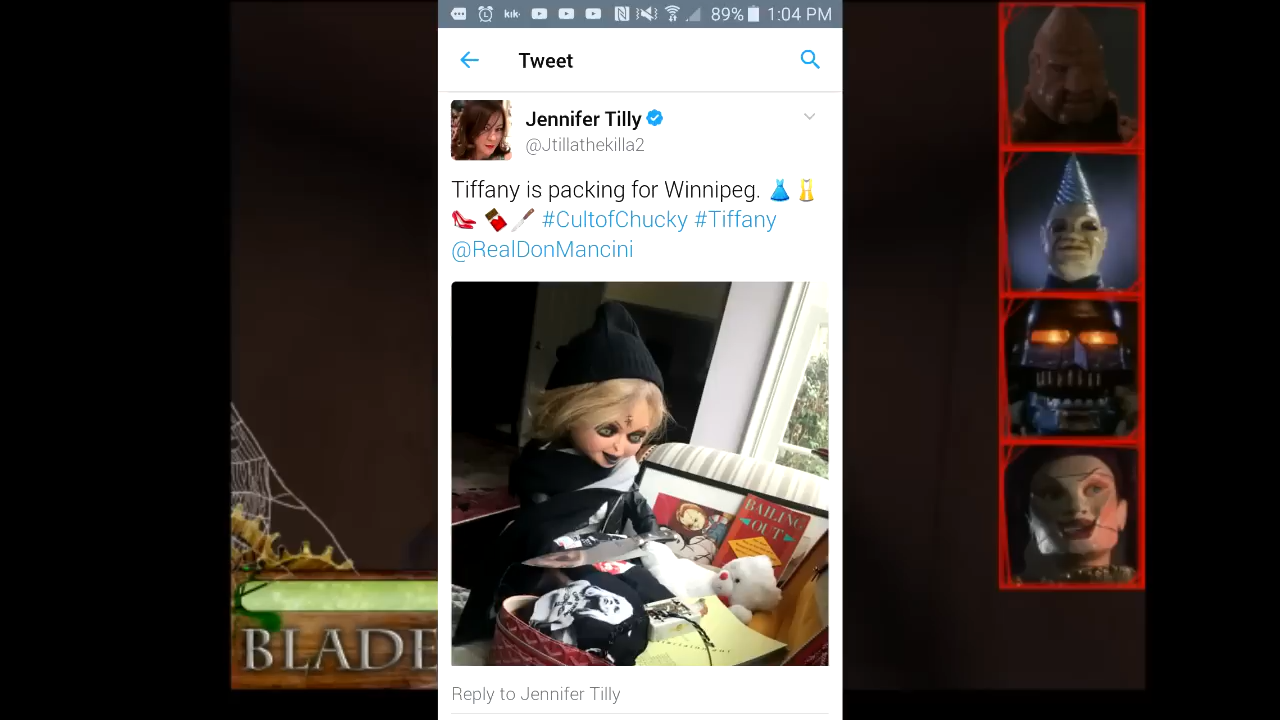 kik 89% 1:04 PM
Tweet
Jennifer Tilly
@Jtillathekilla2
Tiffany is packing for Winnipeg. 👗 🎽
👠 🍫 🔪 #CultofChucky #Tiffany
@RealDonMancini
BAILING
OUT
Reply to Jennifer Tilly
BLADE